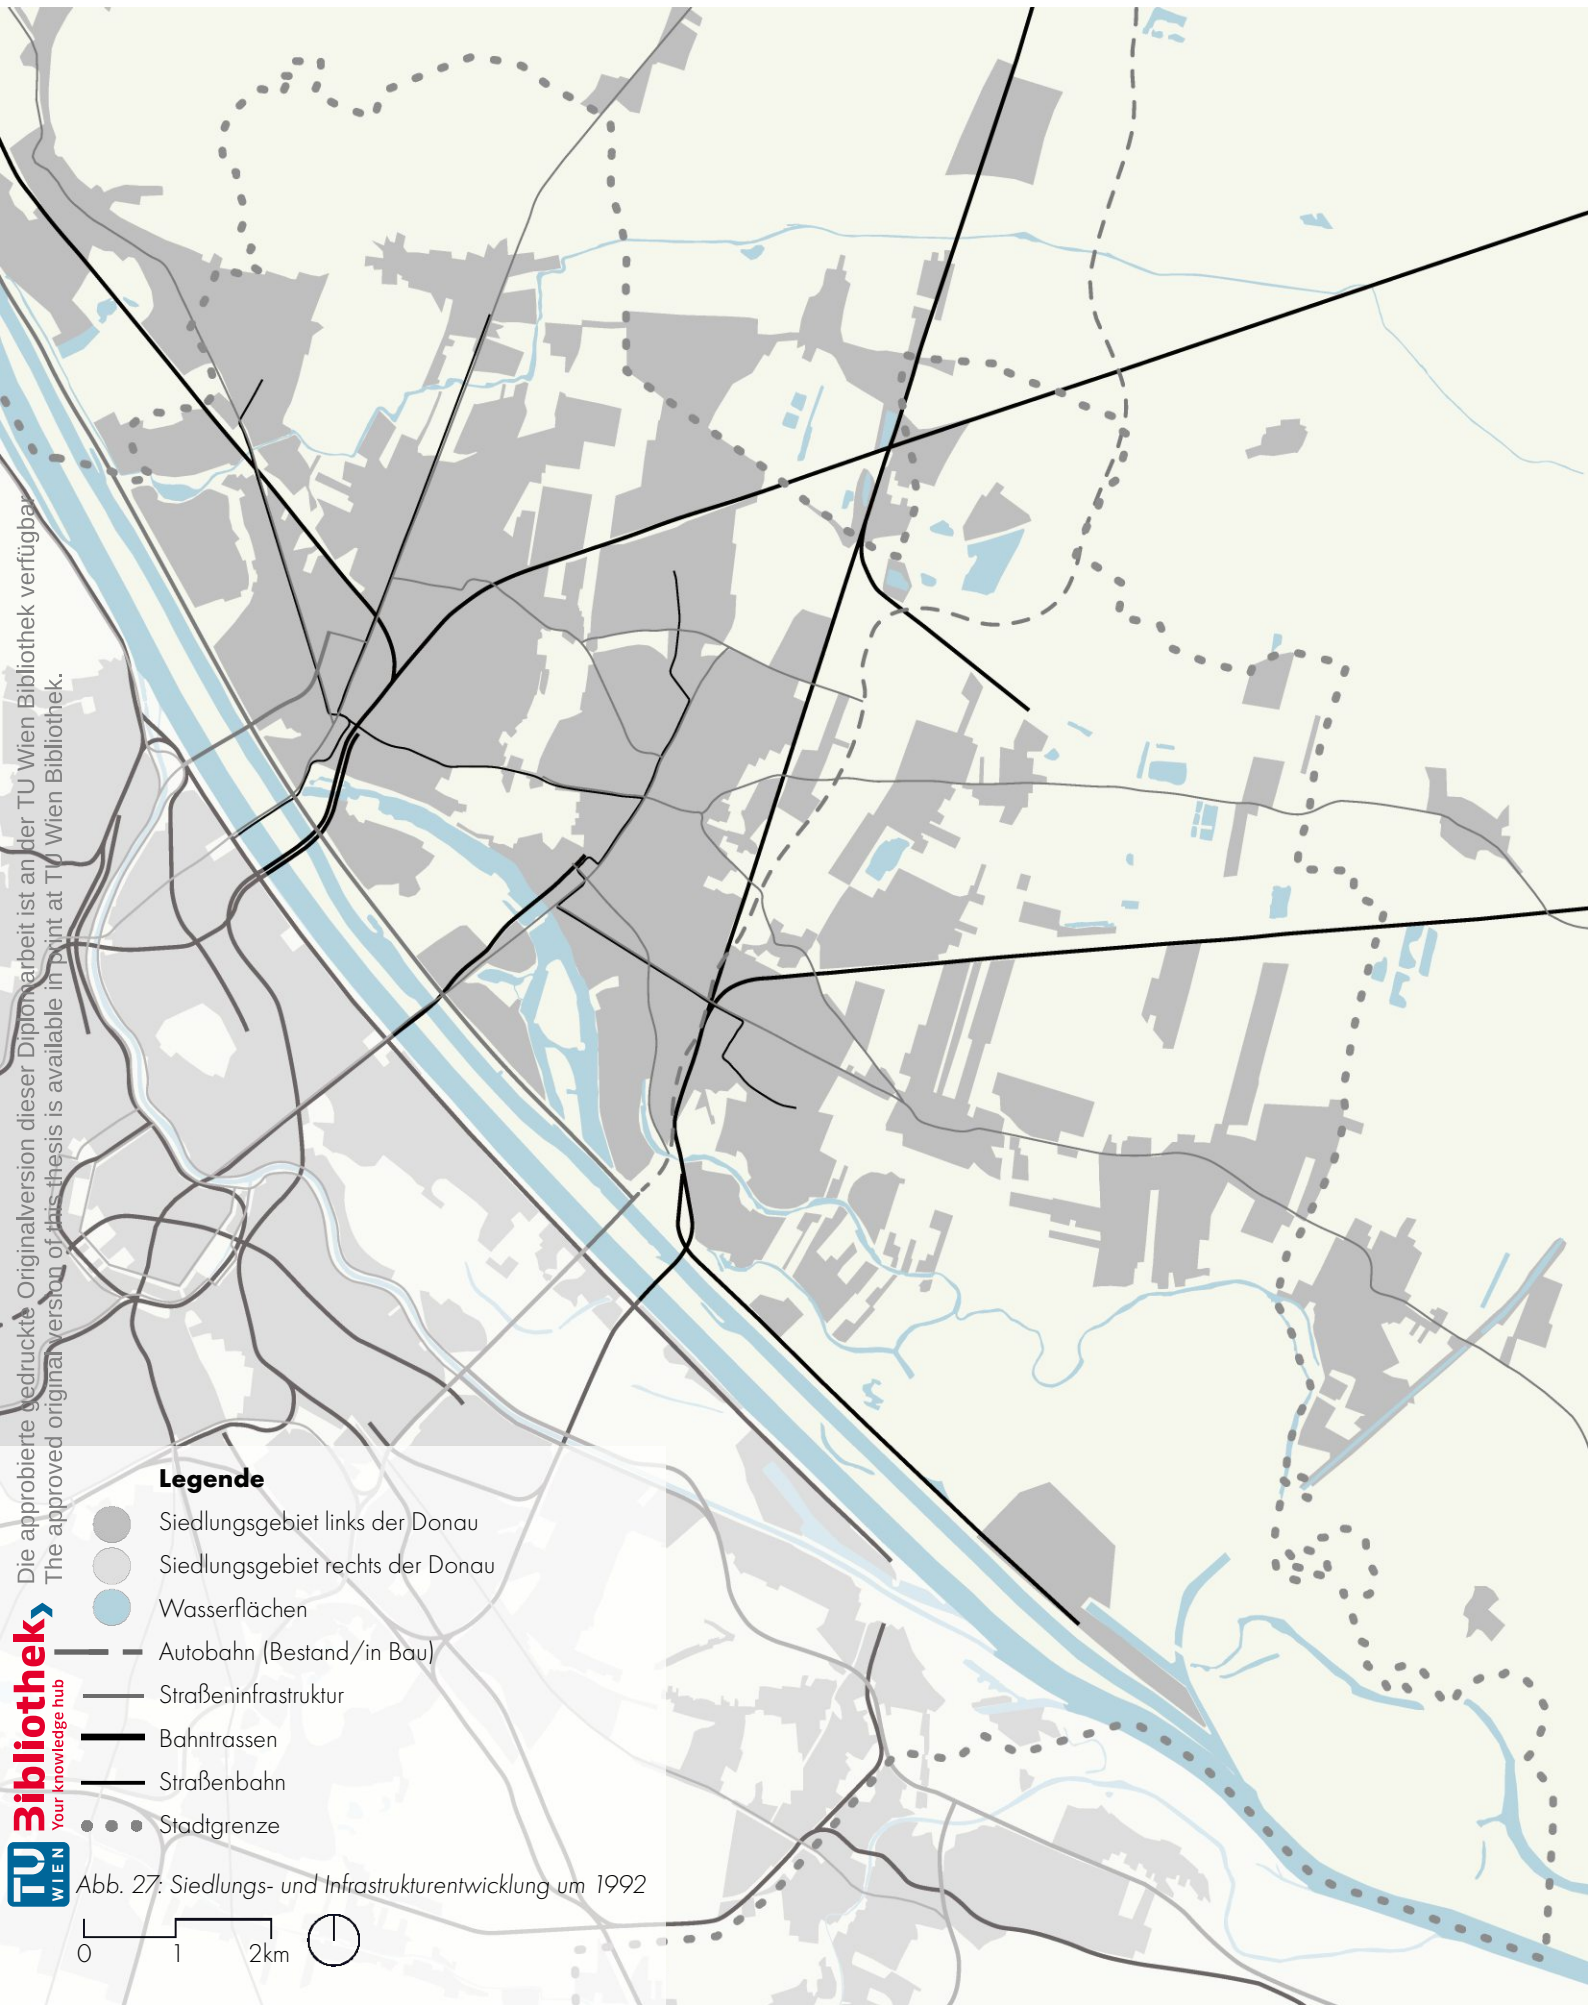 Die approbierte gedruckte Originalversion dieser Diplomarbeit ist an der TU Wien Bibliothek verfügbar
The approved original version of this thesis is available in print at TU Wien Bibliothek.
TU
WIEN
Bibliothek
Your knowledge hub
Legende
Siedlungsgebiet links der Donau
Siedlungsgebiet rechts der Donau
Wasserflächen
Autobahn (Bestand/in Bau)
Straßeninfrastruktur
Bahntrassen
Straßenbahn
Stadtgrenze
Abb. 27: Siedlungs- und Infrastrukturentwicklung um 1992
0 1 2km